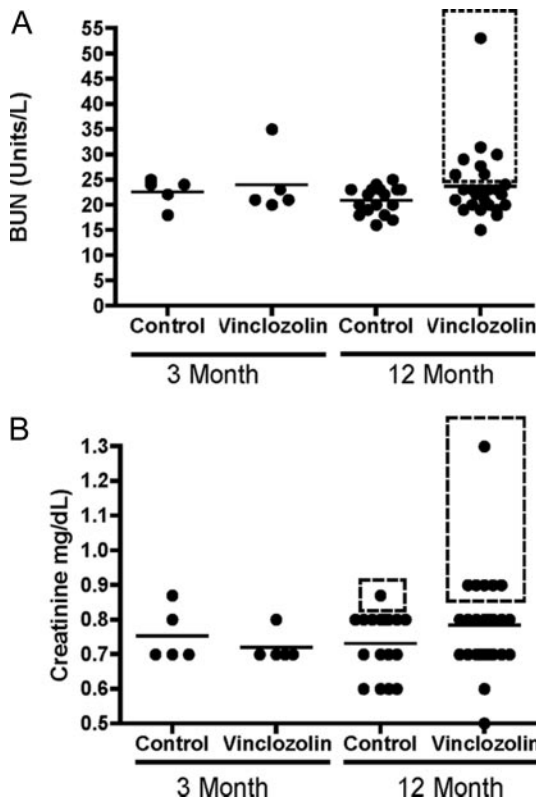 A
BUN (Units/L)
55
50
45
40
35
30
25
20
15
10
5
0
Control Vinclozolin Control Vinclozolin
3 Month 12 Month
B
Creatinine mg/dL
1.3
1.2
1.1
1.0
0.9
0.8
0.7
0.6
0.5
Control Vinclozolin Control Vinclozolin
3 Month 12 Month